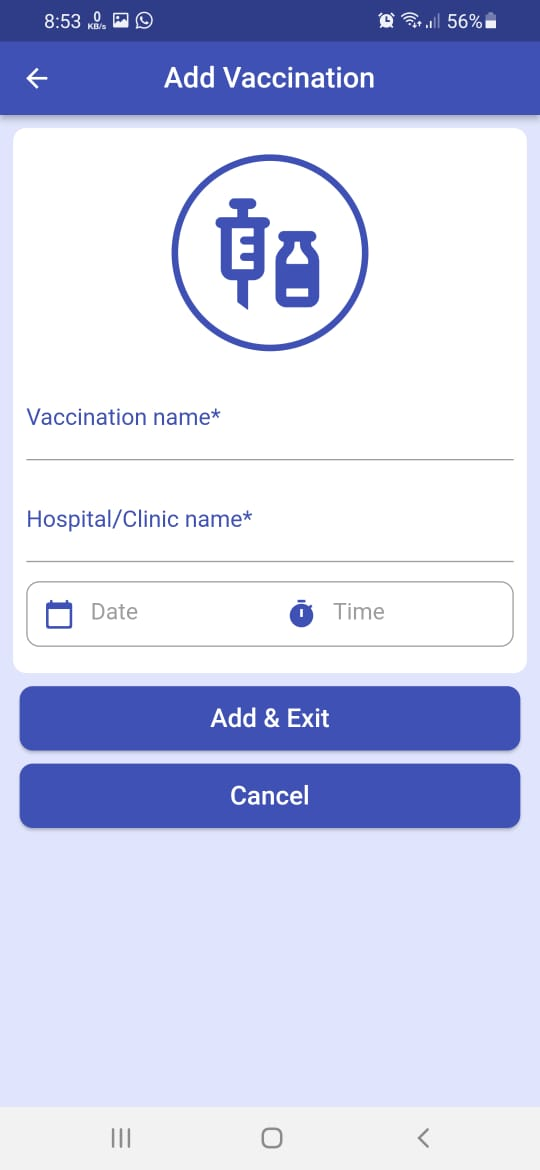 8:53 0 KB/s 56%
Add Vaccination
Vaccination name*
Hospital/Clinic name*
Date Time
Add & Exit
Cancel